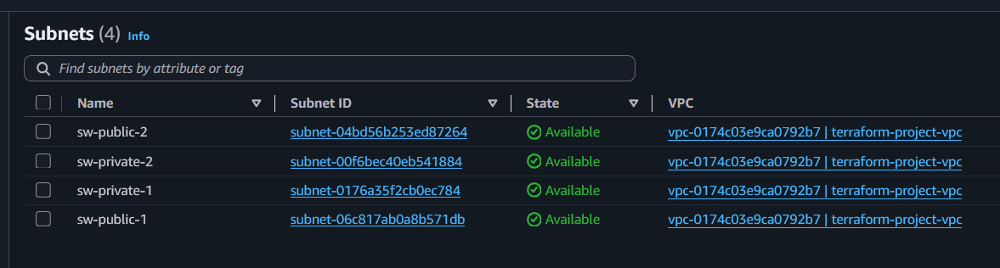 Subnets (4) Info
Find subnets by attribute or tag
Name Subnet ID State VPC
sw-public-2 subnet-04bd56b253ed87264 Available vpc-0174c03e9ca0792b7 | terraform-project-vpc
sw-private-2 subnet-00f6bec40eb541884 Available vpc-0174c03e9ca0792b7 | terraform-project-vpc
sw-private-1 subnet-0176a35f2cb0ec784 Available vpc-0174c03e9ca0792b7 | terraform-project-vpc
sw-public-1 subnet-06c817ab0a8b571db Available vpc-0174c03e9ca0792b7 | terraform-project-vpc